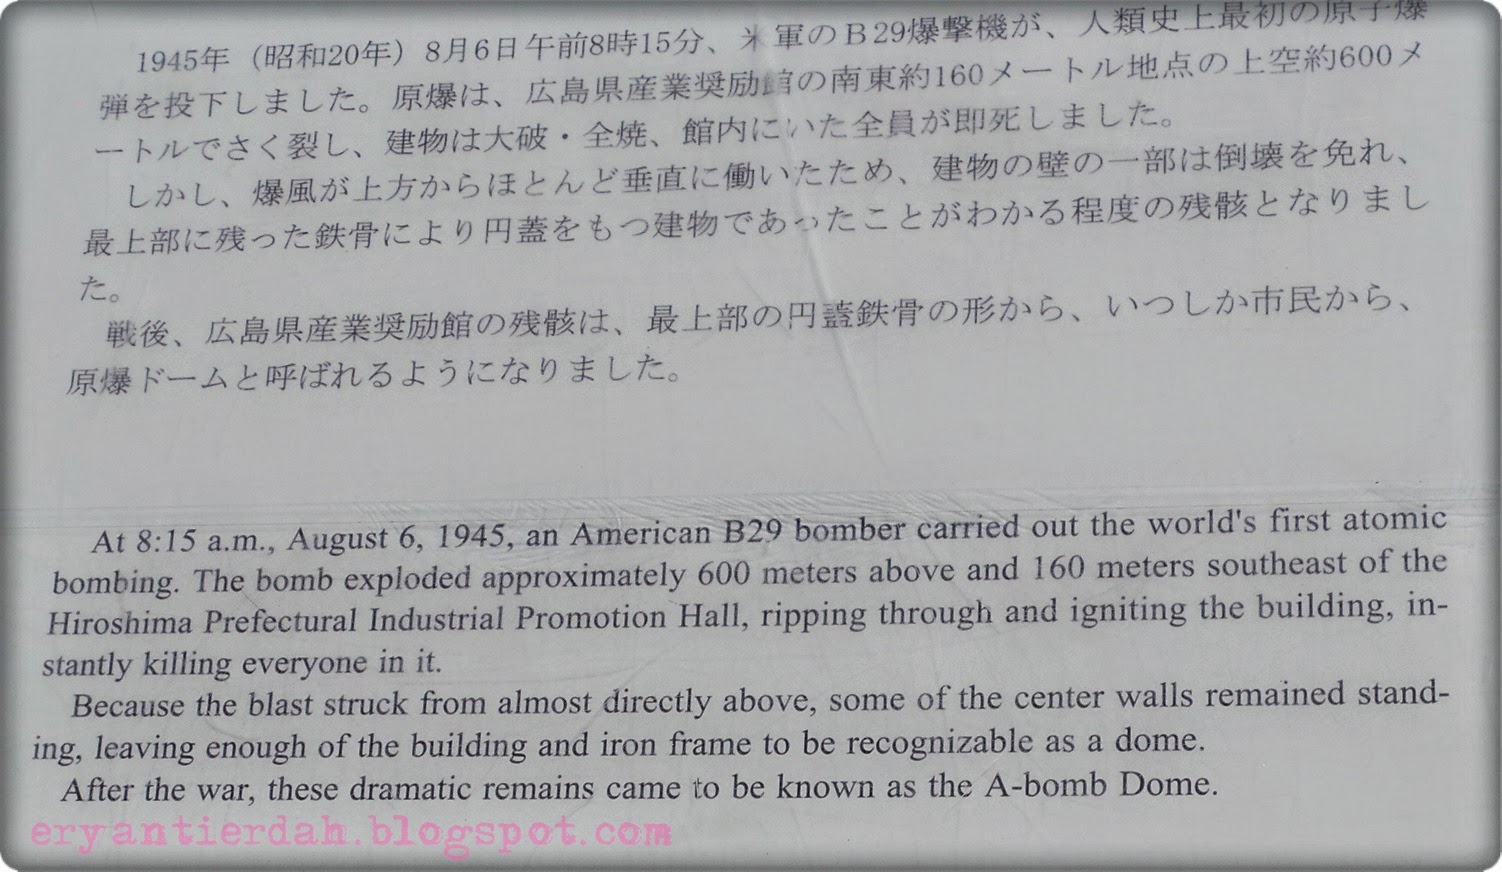 1945年（昭和20年）8月6日午前8時15分、米軍のＢ29爆撃機が、人類史上最初の原子爆
弾を投下しました。原爆は、広島県産業奨励館の南東約160メートル地点の上空約600メ
ートルでさく裂し、建物は大破・全焼、館内にいた全員が即死しました。
しかし、爆風が上方からほとんど垂直に働いたため、建物の壁の一部は倒壊を免れ、
最上部に残った鉄骨により円蓋をもつ建物であったことがわかる程度の残骸となりまし
た。
戦後、広島県産業奨励館の残骸は、最上部の円蓋鉄骨の形から、いつしか市民から、
原爆ドームと呼ばれるようになりました。
At 8:15 a.m., August 6, 1945, an American B29 bomber carried out the world's first atomic
bombing. The bomb exploded approximately 600 meters above and 160 meters southeast of the
Hiroshima Prefectural Industrial Promotion Hall, ripping through and igniting the building, in-
stantly killing everyone in it.
Because the blast struck from almost directly above, some of the center walls remained stand-
ing, leaving enough of the building and iron frame to be recognizable as a dome.
After the war, these dramatic remains came to be known as the A-bomb Dome.
eryantierdah.blogspot.com